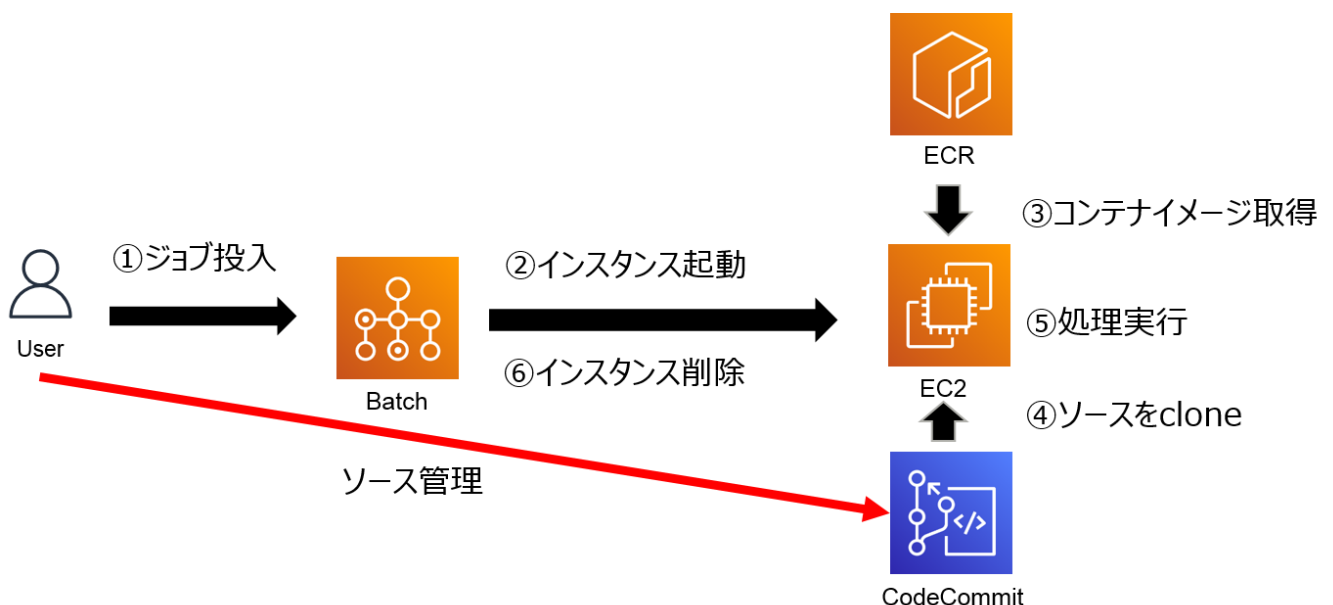 ECR
③コンテナイメージ取得
①ジョブ投入
②インスタンス起動
User
Batch
⑥インスタンス削除
EC2
⑤処理実行
④ソースをclone
ソース管理
CodeCommit